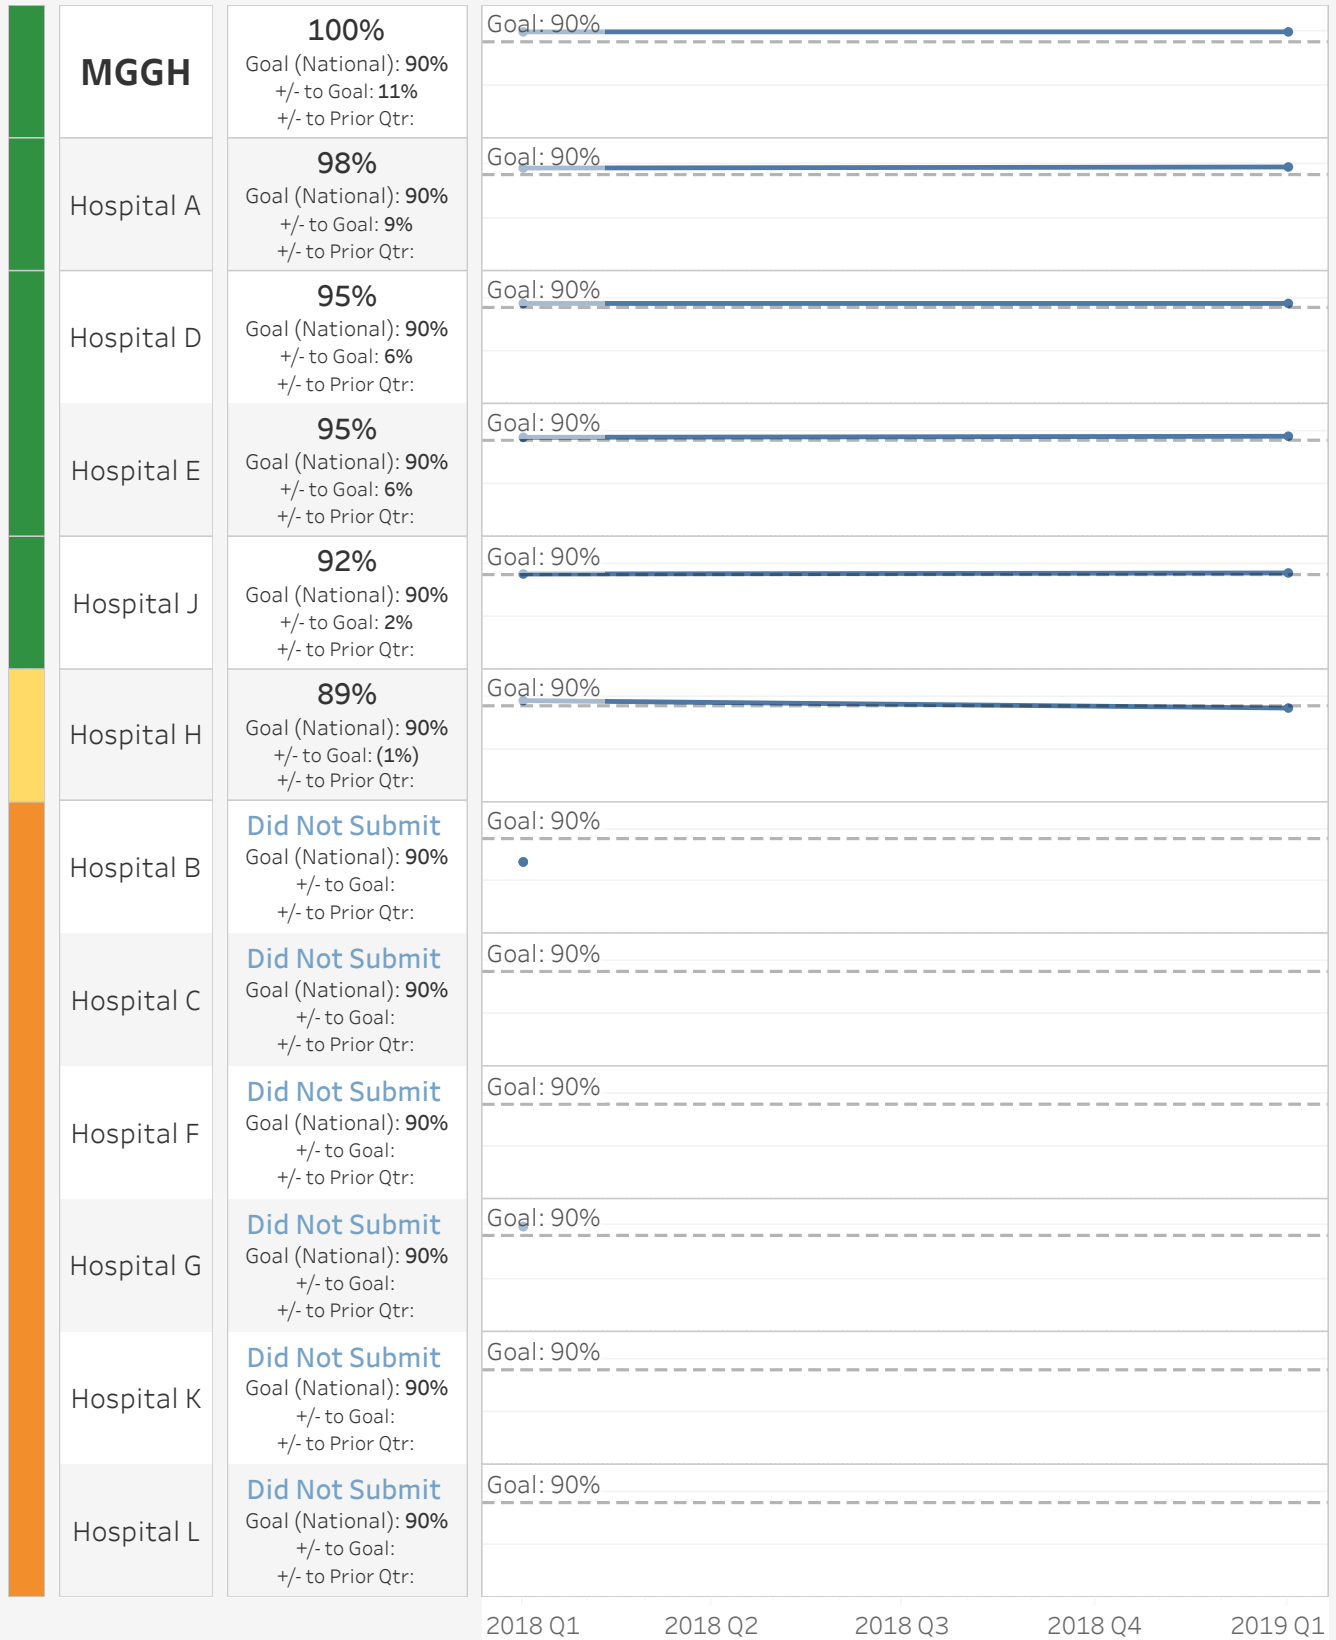 MGGH
100%
Goal (National): 90%
+/- to Goal: 11%
+/- to Prior Qtr:
Goal: 90%
Hospital A
98%
Goal (National): 90%
+/- to Goal: 9%
+/- to Prior Qtr:
Goal: 90%
Hospital D
95%
Goal (National): 90%
+/- to Goal: 6%
+/- to Prior Qtr:
Goal: 90%
Hospital E
95%
Goal (National): 90%
+/- to Goal: 6%
+/- to Prior Qtr:
Goal: 90%
Hospital J
92%
Goal (National): 90%
+/- to Goal: 2%
+/- to Prior Qtr:
Goal: 90%
Hospital H
89%
Goal (National): 90%
+/- to Goal: (1%)
+/- to Prior Qtr:
Goal: 90%
Hospital B
Did Not Submit
Goal (National): 90%
+/- to Goal:
+/- to Prior Qtr:
Goal: 90%
Hospital C
Did Not Submit
Goal (National): 90%
+/- to Goal:
+/- to Prior Qtr:
Goal: 90%
Hospital F
Did Not Submit
Goal (National): 90%
+/- to Goal:
+/- to Prior Qtr:
Goal: 90%
Hospital G
Did Not Submit
Goal (National): 90%
+/- to Goal:
+/- to Prior Qtr:
Goal: 90%
Hospital K
Did Not Submit
Goal (National): 90%
+/- to Goal:
+/- to Prior Qtr:
Goal: 90%
Hospital L
Did Not Submit
Goal (National): 90%
+/- to Goal:
+/- to Prior Qtr:
Goal: 90%
2018 Q1 2018 Q2 2018 Q3 2018 Q4 2019 Q1